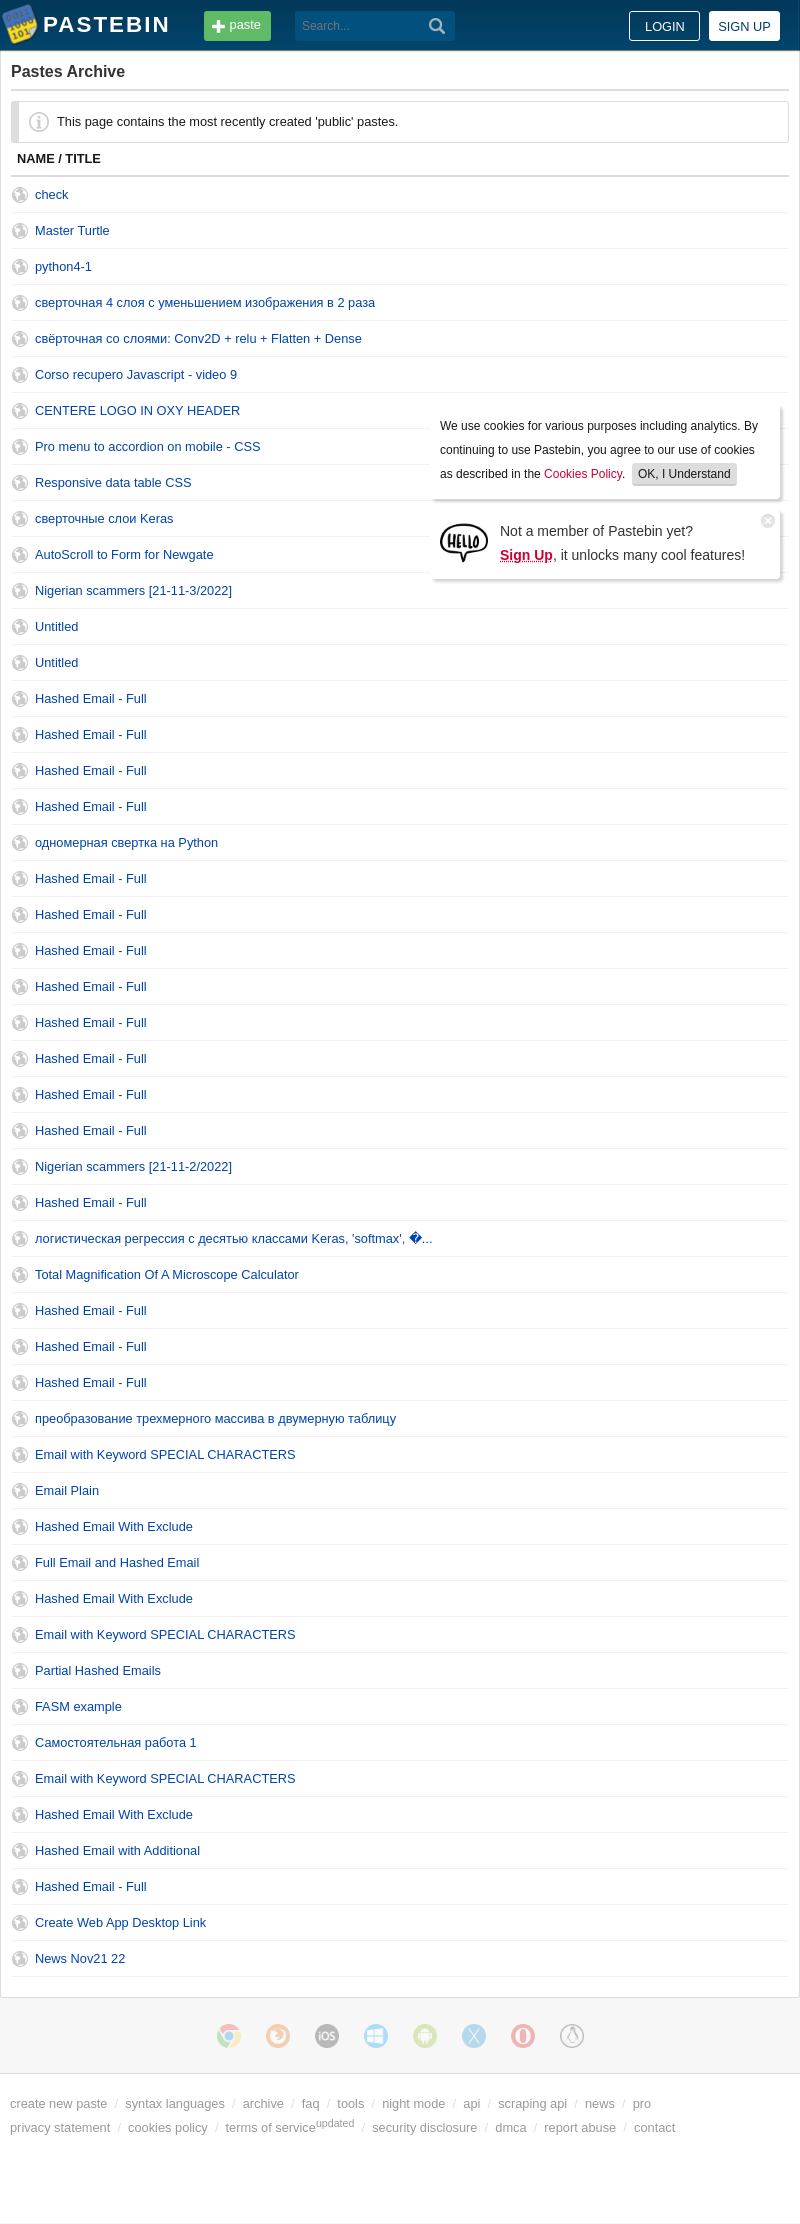 PASTEBIN
paste
Search...
LOGIN
SIGN UP
Pastes Archive
This page contains the most recently created 'public' pastes.
NAME / TITLE
check
Master Turtle
python4-1
сверточная 4 слоя с уменьшением изображения в 2 раза
свёрточная со слоями: Conv2D + relu + Flatten + Dense
Corso recupero Javascript - video 9
CENTERE LOGO IN OXY HEADER
Pro menu to accordion on mobile - CSS
Responsive data table CSS
сверточные слои Keras
AutoScroll to Form for Newgate
We use cookies for various purposes including analytics. By
continuing to use Pastebin, you agree to our use of cookies
as described in the Cookies Policy. OK, I Understand
HELLO
Not a member of Pastebin yet?
Sign Up, it unlocks many cool features!
Nigerian scammers [21-11-3/2022]
Untitled
Untitled
Hashed Email - Full
Hashed Email - Full
Hashed Email - Full
Hashed Email - Full
одномерная свертка на Python
Hashed Email - Full
Hashed Email - Full
Hashed Email - Full
Hashed Email - Full
Hashed Email - Full
Hashed Email - Full
Hashed Email - Full
Hashed Email - Full
Nigerian scammers [21-11-2/2022]
Hashed Email - Full
логистическая регрессия с десятью классами Keras, 'softmax', �...
Total Magnification Of A Microscope Calculator
Hashed Email - Full
Hashed Email - Full
Hashed Email - Full
преобразование трехмерного массива в двумерную таблицу
Email with Keyword SPECIAL CHARACTERS
Email Plain
Hashed Email With Exclude
Full Email and Hashed Email
Hashed Email With Exclude
Email with Keyword SPECIAL CHARACTERS
Partial Hashed Emails
FASM example
Самостоятельная работа 1
Email with Keyword SPECIAL CHARACTERS
Hashed Email With Exclude
Hashed Email with Additional
Hashed Email - Full
Create Web App Desktop Link
News Nov21 22
iOS
create new paste / syntax languages / archive / faq / tools / night mode / api / scraping api / news / pro
privacy statement / cookies policy / terms of service updated / security disclosure / dmca / report abuse / contact